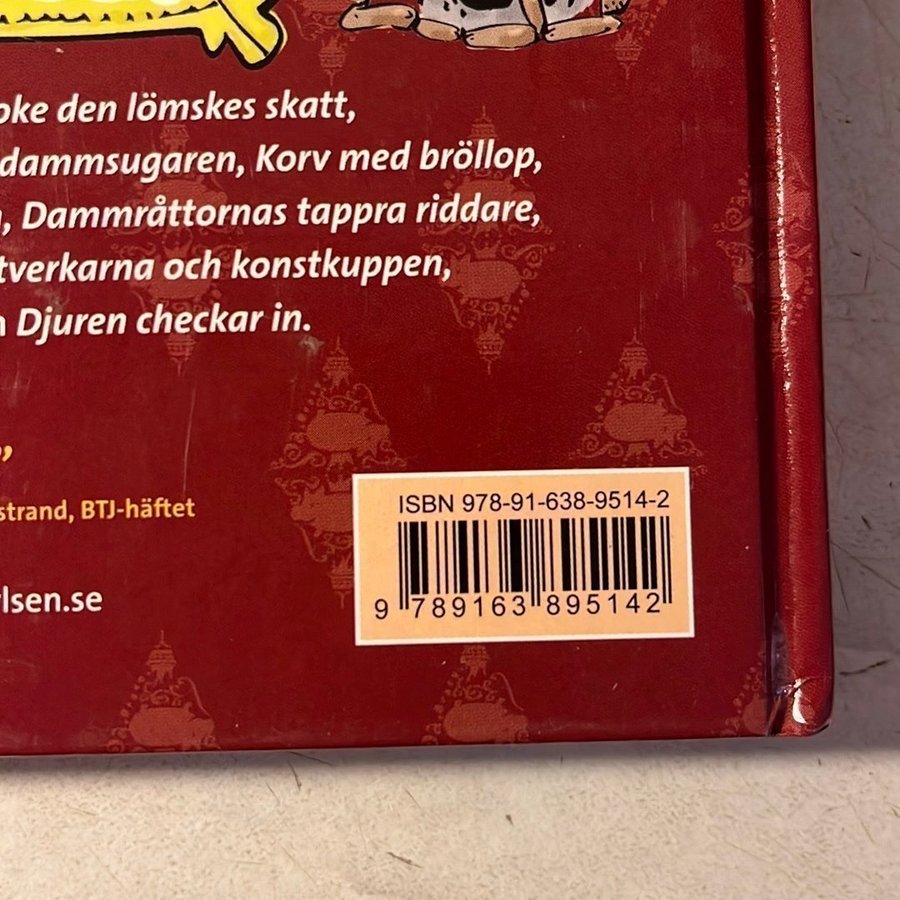 oke den lömskes skatt,
dammsugaren, Korv med bröllop,
, Dammråttornas tappra riddare,
tverkarna och konstkuppen,
Djuren checkar in.
”
strand, BTJ-häftet
lsen.se
ISBN 978-91-638-9514-2
9 789163 895142